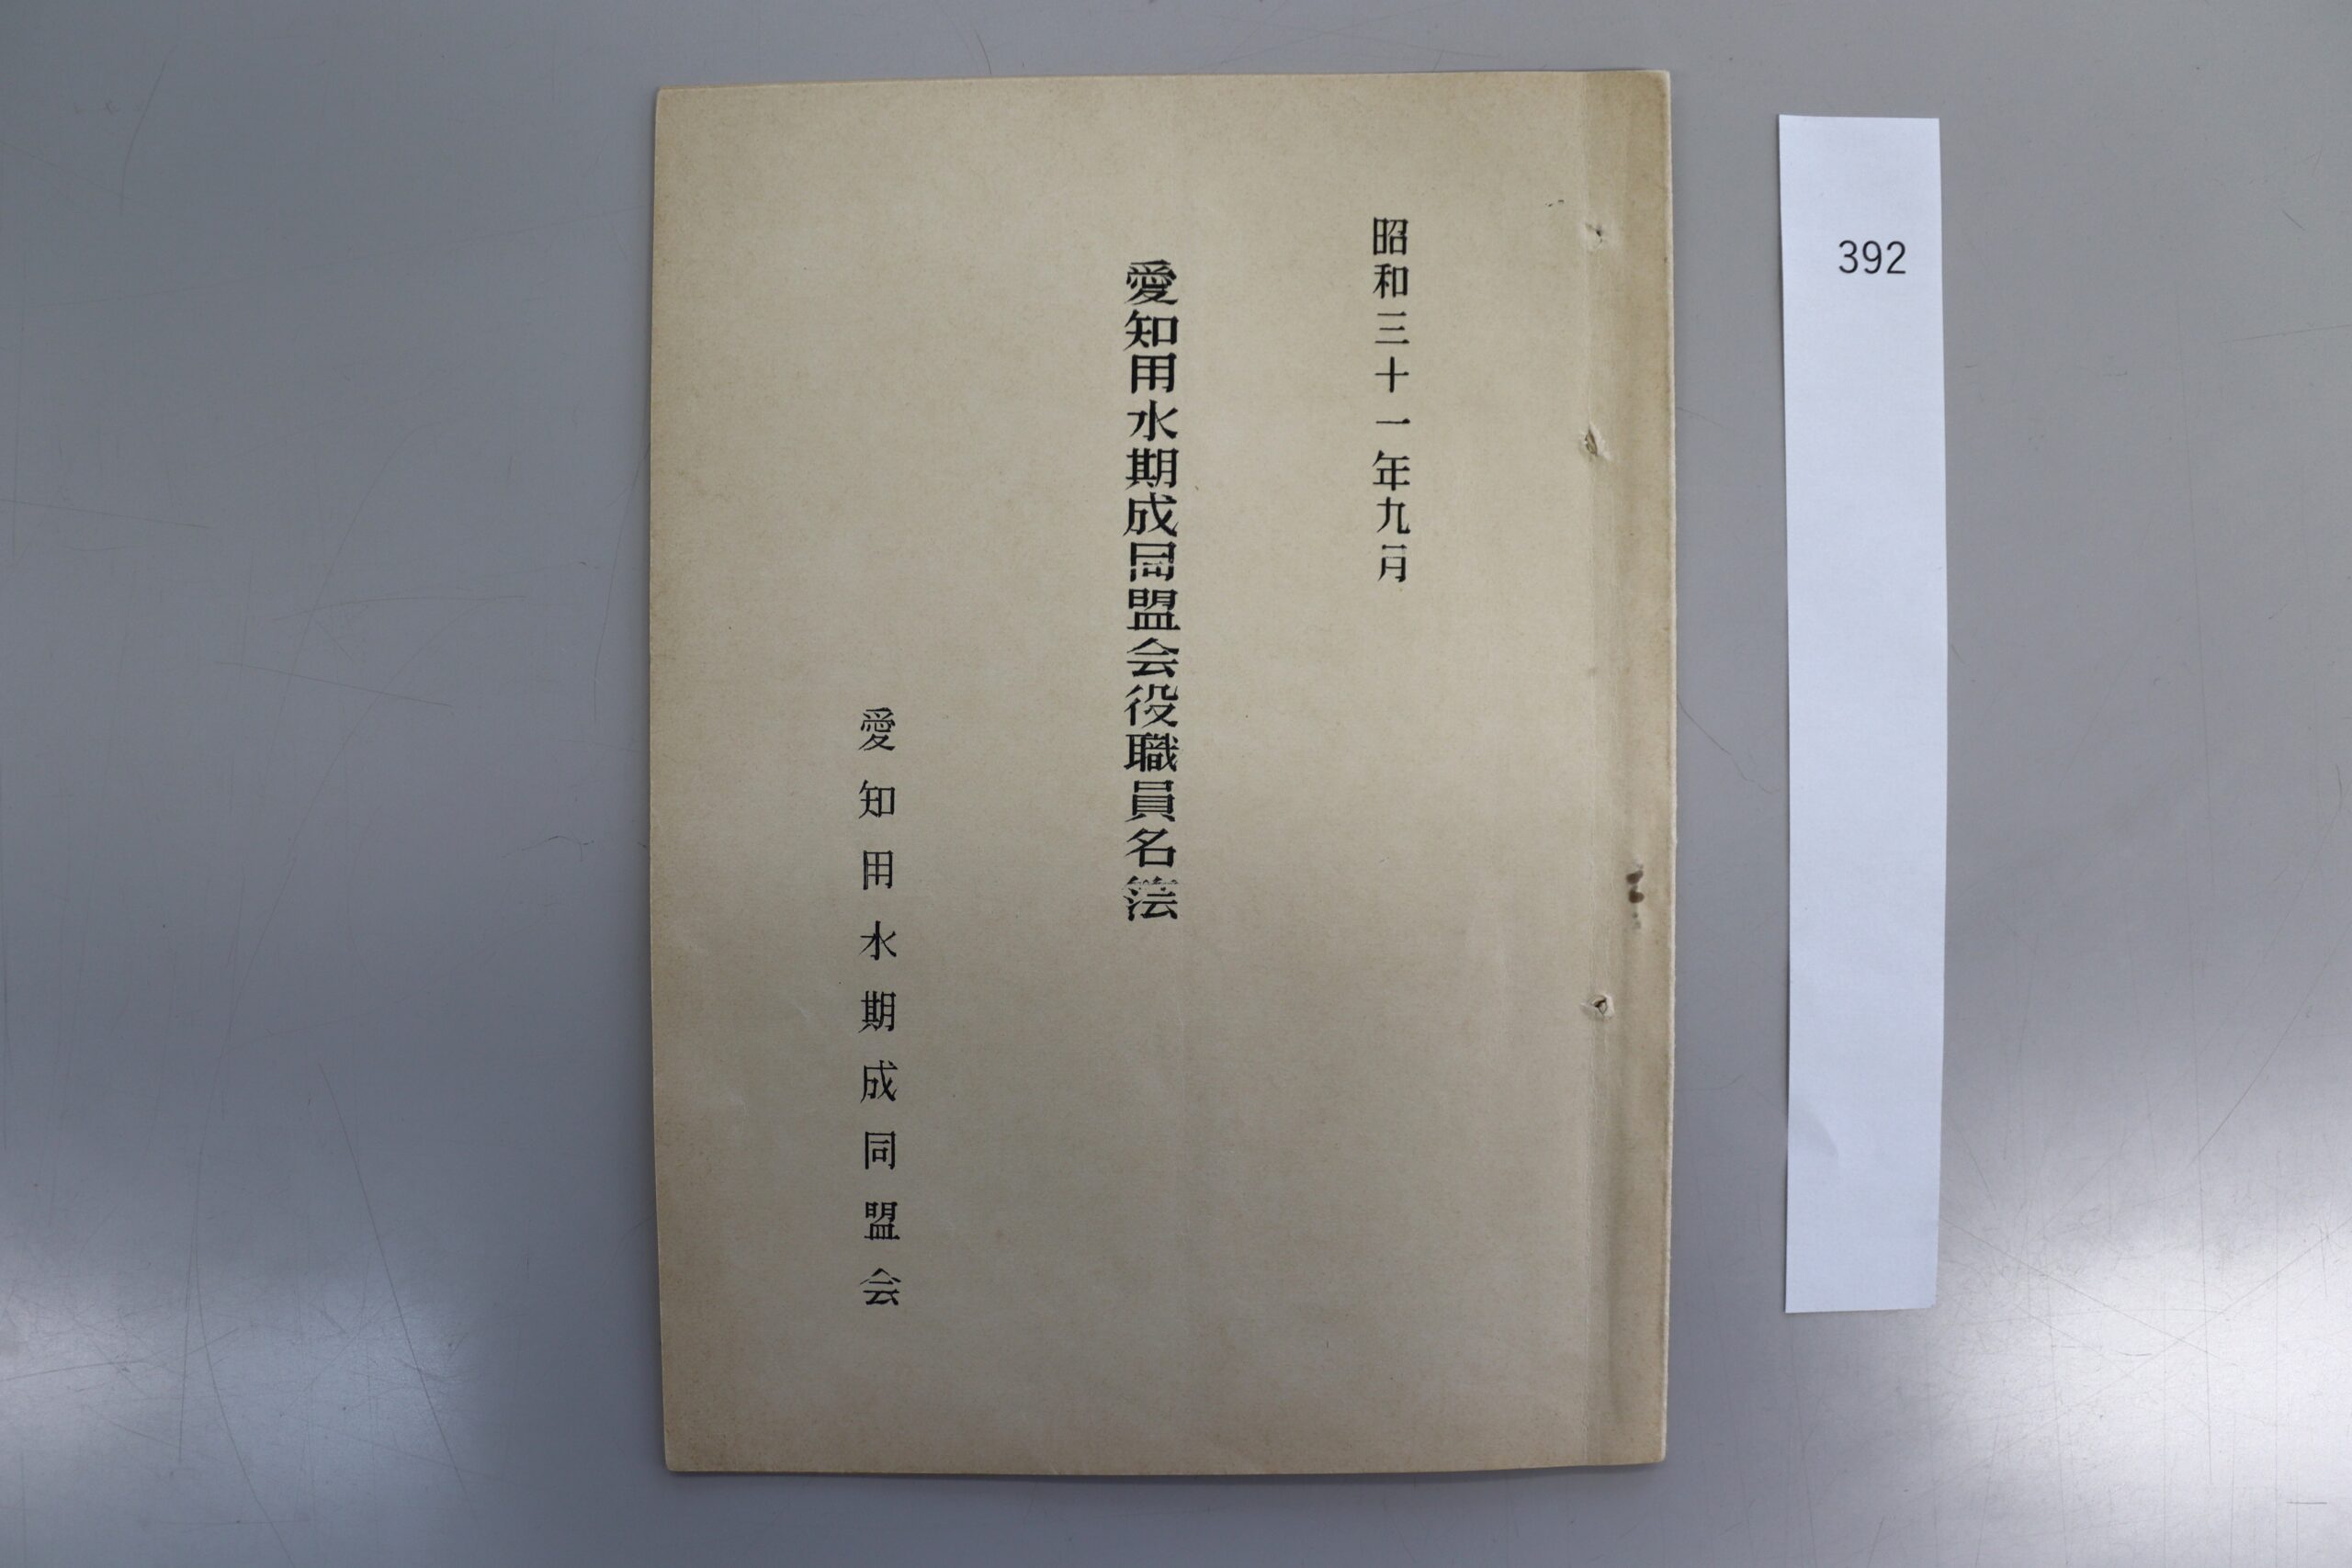 昭和三十一年九月
愛知用水期成同盟会役職員名簿
愛知用水期成同盟会
392